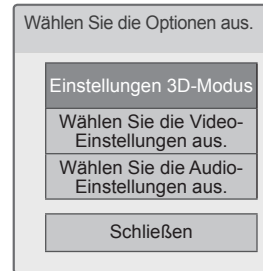 Wählen Sie die Optionen aus.
Einstellungen 3D-Modus
Wählen Sie die Video-
Einstellungen aus.
Wählen Sie die Audio-
Einstellungen aus.
Schließen